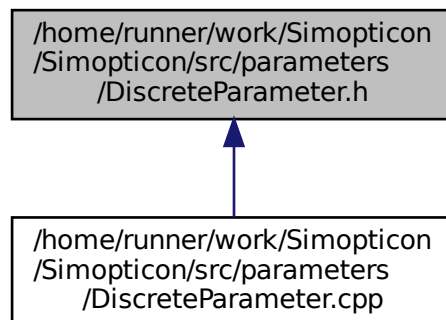 /home/runner/work/Simopticon
/Simopticon/src/parameters
/DiscreteParameter.h
/home/runner/work/Simopticon
/Simopticon/src/parameters
/DiscreteParameter.cpp